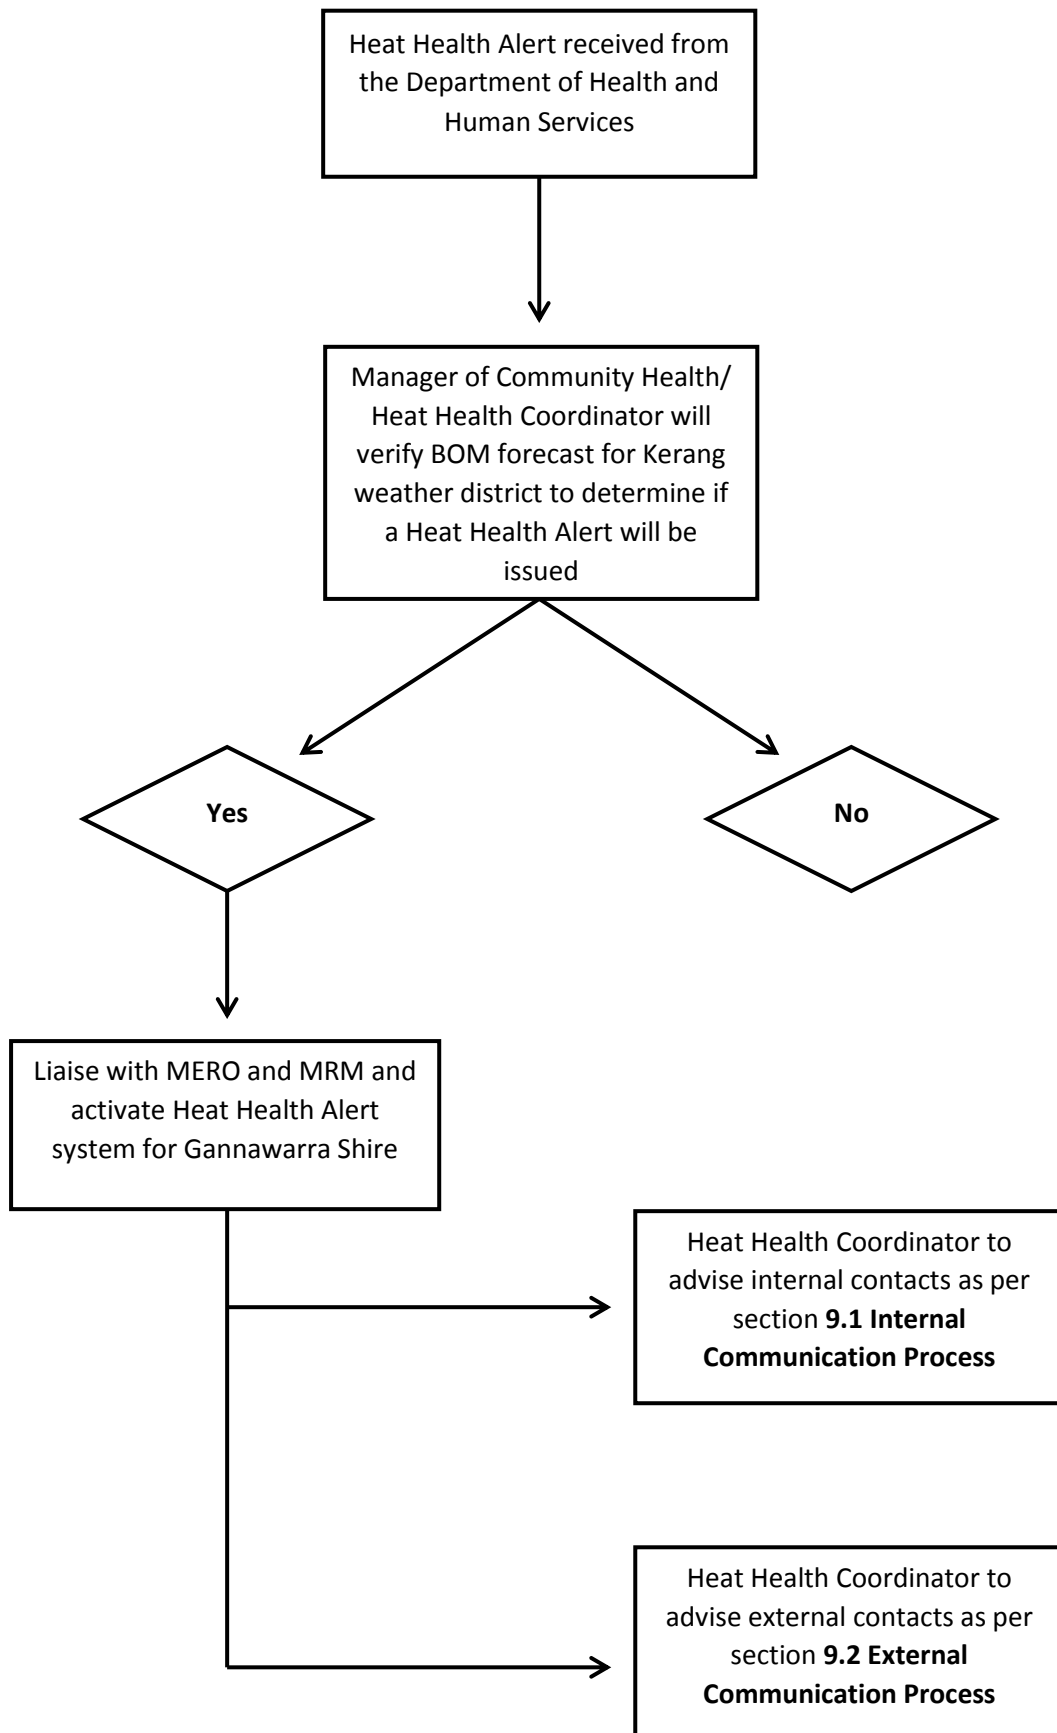 Heat Health Alert received from
the Department of Health and
Human Services
Manager of Community Health/
Heat Health Coordinator will
verify BOM forecast for Kerang
weather district to determine if
a Heat Health Alert will be
issued
Yes
No
Liaise with MERO and MRM and
activate Heat Health Alert
system for Gannawarra Shire
Heat Health Coordinator to
advise internal contacts as per
section 9.1 Internal
Communication Process
Heat Health Coordinator to
advise external contacts as per
section 9.2 External
Communication Process